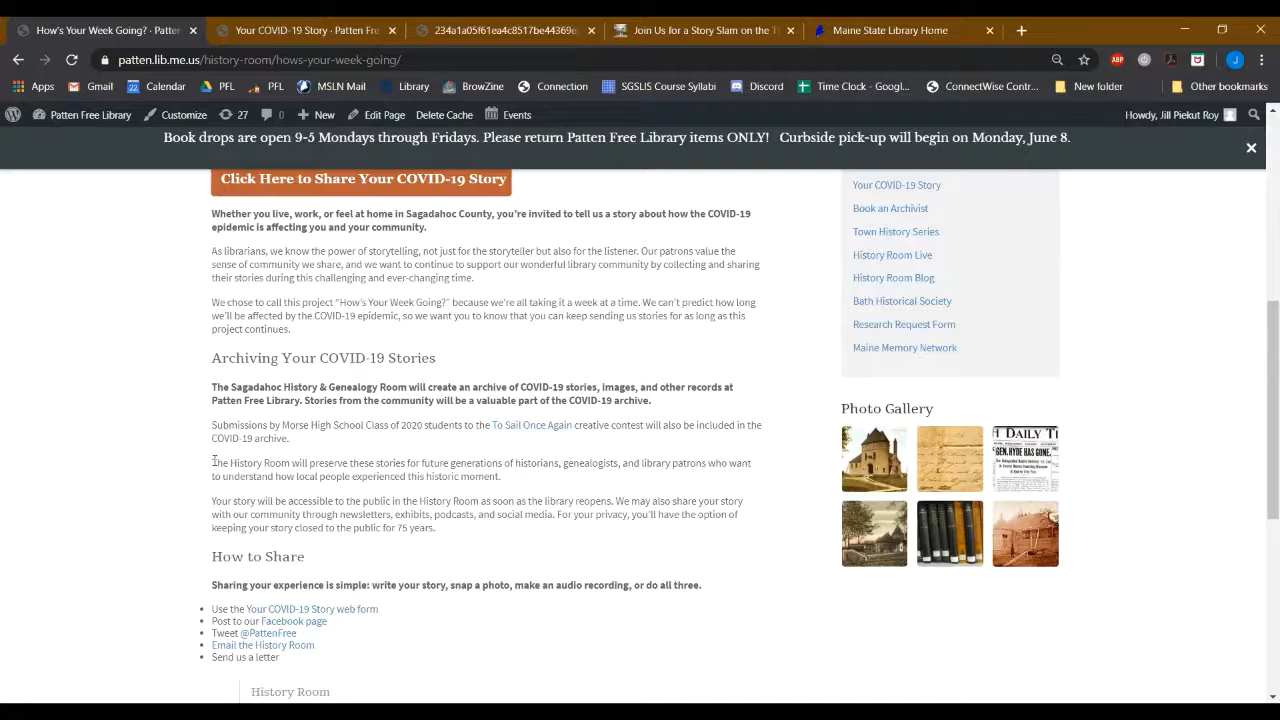 How's Your Week Going? · Patten
Your COVID-19 Story · Patten Fre
234a1a05f61ea4c8517be44369e
Join Us for a Story Slam on the T
Maine State Library Home
patten.lib.me.us/history-room/hows-your-week-going/
ABP
J
Apps
Gmail
Calendar
PFL
PFL
MSLN Mail
Library
BrowZine
Connection
SGSLIS Course Syllabi
Discord
Time Clock - Googl...
ConnectWise Contr...
New folder
Other bookmarks
Patten Free Library
Customize
27
0
New
Edit Page
Delete Cache
Events
Howdy, Jill Piekut Roy
Book drops are open 9-5 Mondays through Fridays. Please return Patten Free Library items ONLY! Curbside pick-up will begin on Monday, June 8.
Click Here to Share Your COVID-19 Story
Whether you live, work, or feel at home in Sagadahoc County, you're invited to tell us a story about how the COVID-19
epidemic is affecting you and your community.
As librarians, we know the power of storytelling, not just for the storyteller but also for the listener. Our patrons value the
sense of community we share, and we want to continue to support our wonderful library community by collecting and sharing
their stories during this challenging and ever-changing time.
We chose to call this project "How's Your Week Going?" because we're all taking it a week at a time. We can't predict how long
we'll be affected by the COVID-19 epidemic, so we want you to know that you can keep sending us stories for as long as this
project continues.
Archiving Your COVID-19 Stories
The Sagadahoc History & Genealogy Room will create an archive of COVID-19 stories, images, and other records at
Patten Free Library. Stories from the community will be a valuable part of the COVID-19 archive.
Submissions by Morse High School Class of 2020 students to the To Sail Once Again creative contest will also be included in the
COVID-19 archive.
The History Room will preserve these stories for future generations of historians, genealogists, and library patrons who want
to understand how local people experienced this historic moment.
Your story will be available to the public in the History Room as soon as the library reopens. We may also share your story
with our community through newsletters, exhibits, podcasts, and social media. For your privacy, you'll have the option of
keeping your story closed to the public for 75 years.
How to Share
Sharing your experience is simple: write your story, snap a photo, make an audio recording, or do all three.
Use the Your COVID-19 Story web form
Post to our Facebook page
Tweet @PattenFree
Email the History Room
Send us a letter
History Room
Your COVID-19 Story
Book an Archivist
Town History Series
History Room Live
History Room Blog
Bath Historical Society
Research Request Form
Maine Memory Network
Photo Gallery
H DAILY TI
GEN. HYDE HAS GONE.